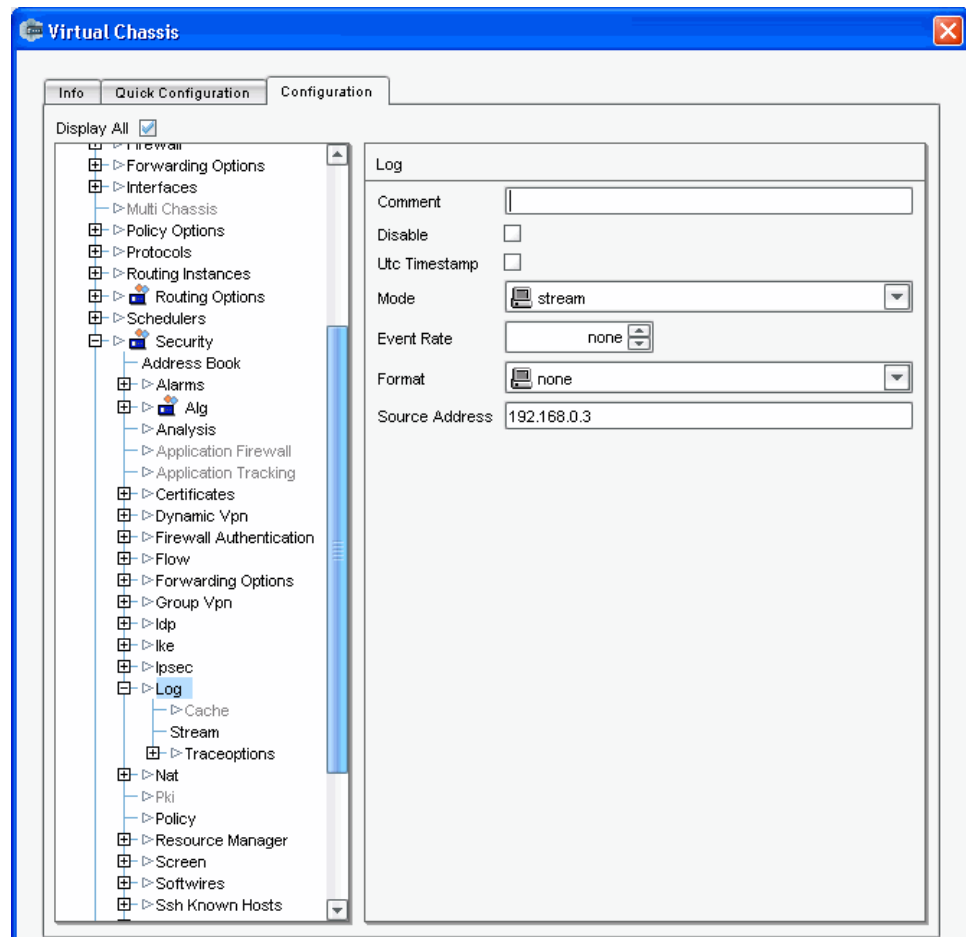 Virtual Chassis
Info
Quick Configuration
Configuration
Display All
Firewall
Forwarding Options
Interfaces
Multi Chassis
Policy Options
Protocols
Routing Instances
Routing Options
Schedulers
Security
Address Book
Alarms
Alg
Analysis
Application Firewall
Application Tracking
Certificates
Dynamic Vpn
Firewall Authentication
Flow
Forwarding Options
Group Vpn
Idp
Ike
Ipsec
Log
Cache
Stream
Traceoptions
Nat
Pki
Policy
Resource Manager
Screen
Softwires
Ssh Known Hosts
Log
Comment
Disable
Utc Timestamp
Mode stream
Event Rate none
Format none
Source Address 192.168.0.3